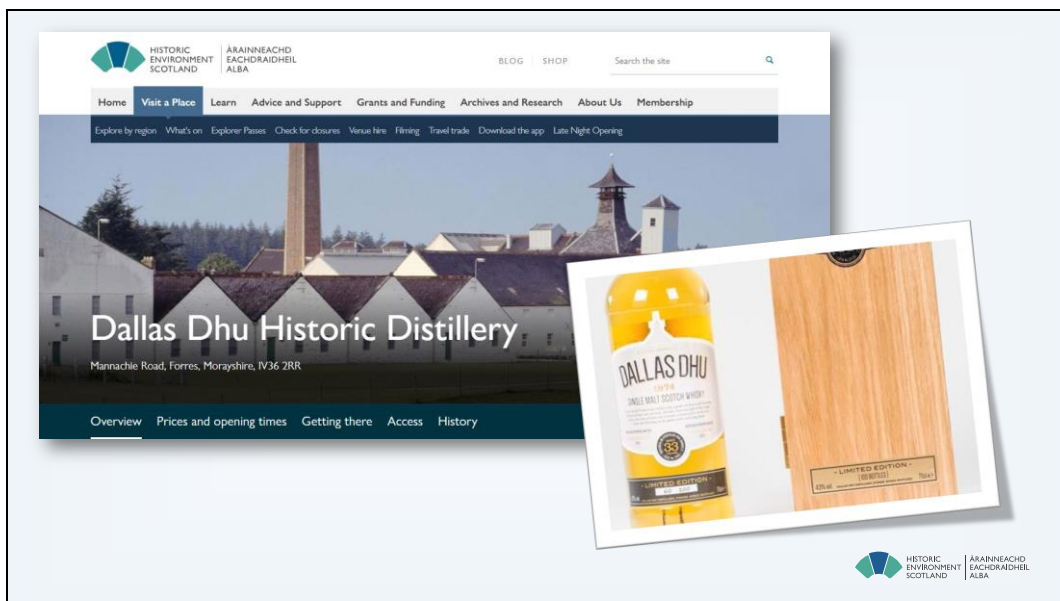 HISTORIC
ENVIRONMENT
SCOTLAND
ÀRAINNEACHD
EACHDRAIDHEIL
ALBA
BLOG SHOP Search the site
Home Visit a Place Learn Advice and Support Grants and Funding Archives and Research About Us Membership
Explore by region What's on Explorer Passes Check for closures Venue hire Filming Travel trade Download the app Late Night Opening
Dallas Dhu Historic Distillery
Mannachie Road, Forres, Morayshire, IV36 2RR
Overview Prices and opening times Getting there Access History
DALLAS DHU
SINGLE MALT SCOTCH WHISKY
33
- LIMITED EDITION -
- LIMITED EDITION -
HISTORIC
ENVIRONMENT
SCOTLAND
ÀRAINNEACHD
EACHDRAIDHEIL
ALBA